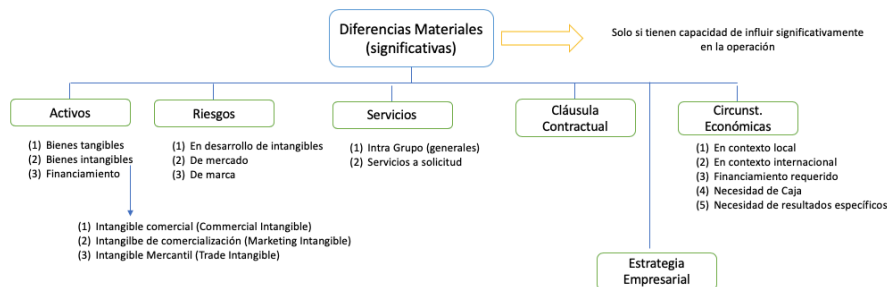 Diferencias Materiales
(significativas)
Solo si tienen capacidad de influir significativamente
en la operación
Activos
(1) Bienes tangibles
(2) Bienes intangibles
(3) Financiamiento
(1) Intangible comercial (Commercial Intangible)
(2) Intangilbe de comercialización (Marketing Intangible)
(3) Intangible Mercantil (Trade Intangible)
Riesgos
(1) En desarrollo de intangibles
(2) De mercado
(3) De marca
Servicios
(1) Intra Grupo (generales)
(2) Servicios a solicitud
Cláusula
Contractual
Estrategia
Empresarial
Circunst.
Económicas
(1) En contexto local
(2) En contexto internacional
(3) Financiamiento requerido
(4) Necesidad de Caja
(5) Necesidad de resultados específicos